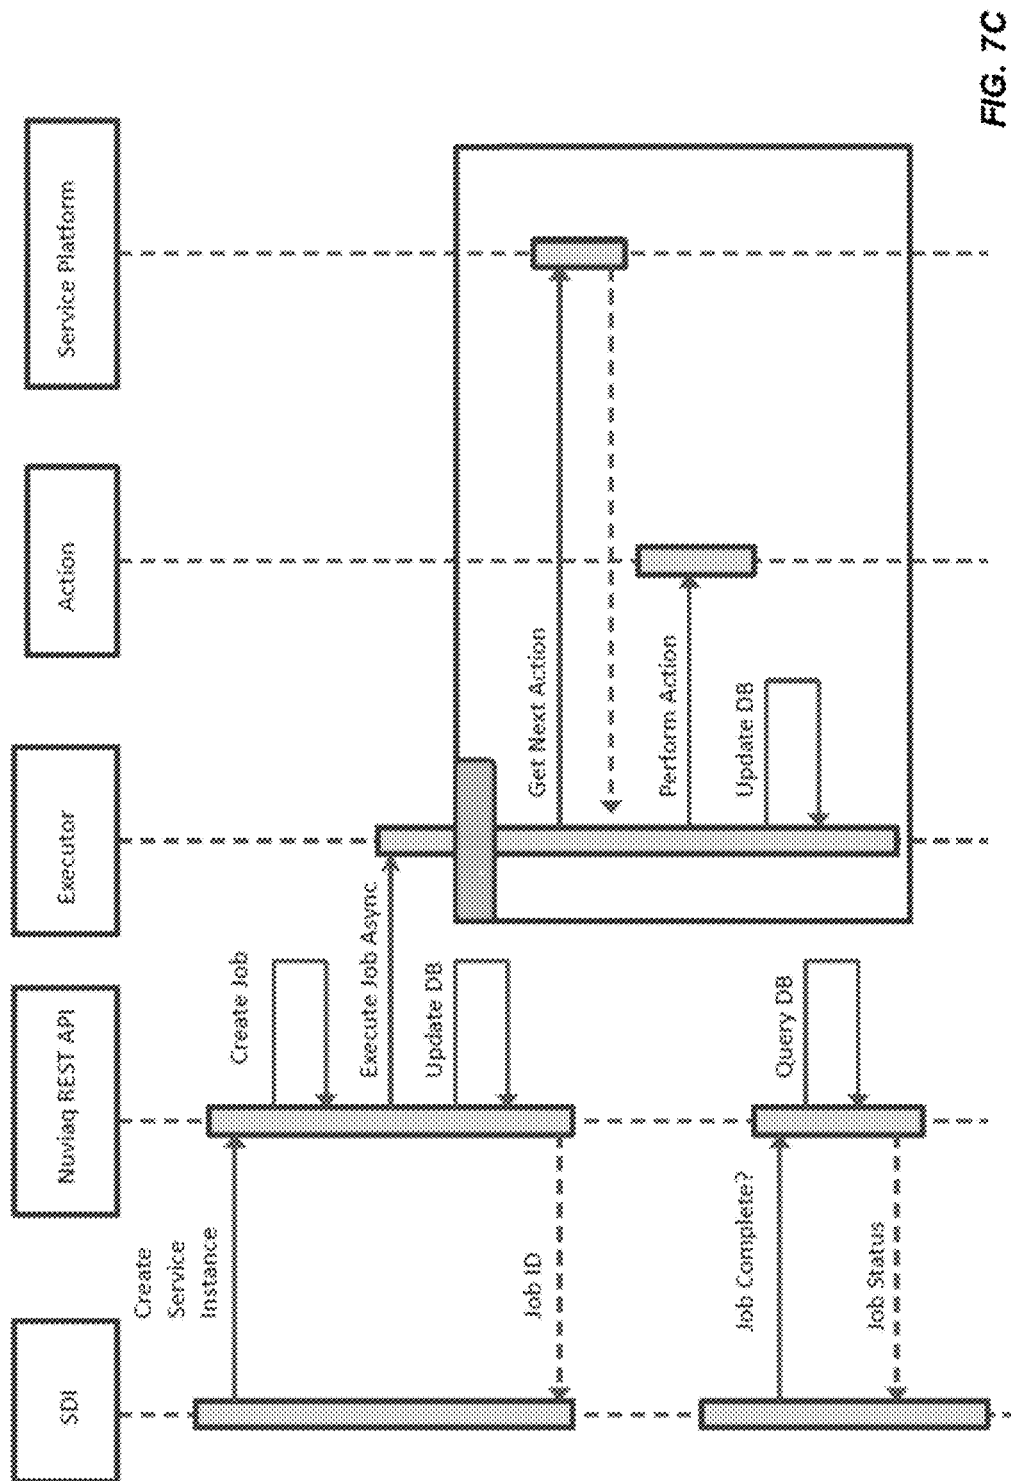 SDI
Nuviaq REST API
Executor
Action
Service Platform
Create
Service
Instance
Create Job
Execute Job Async
Update DB
Job ID
Get Next Action
Perform Action
Update DB
Job Complete?
Query DB
Job Status
FIG. 7C